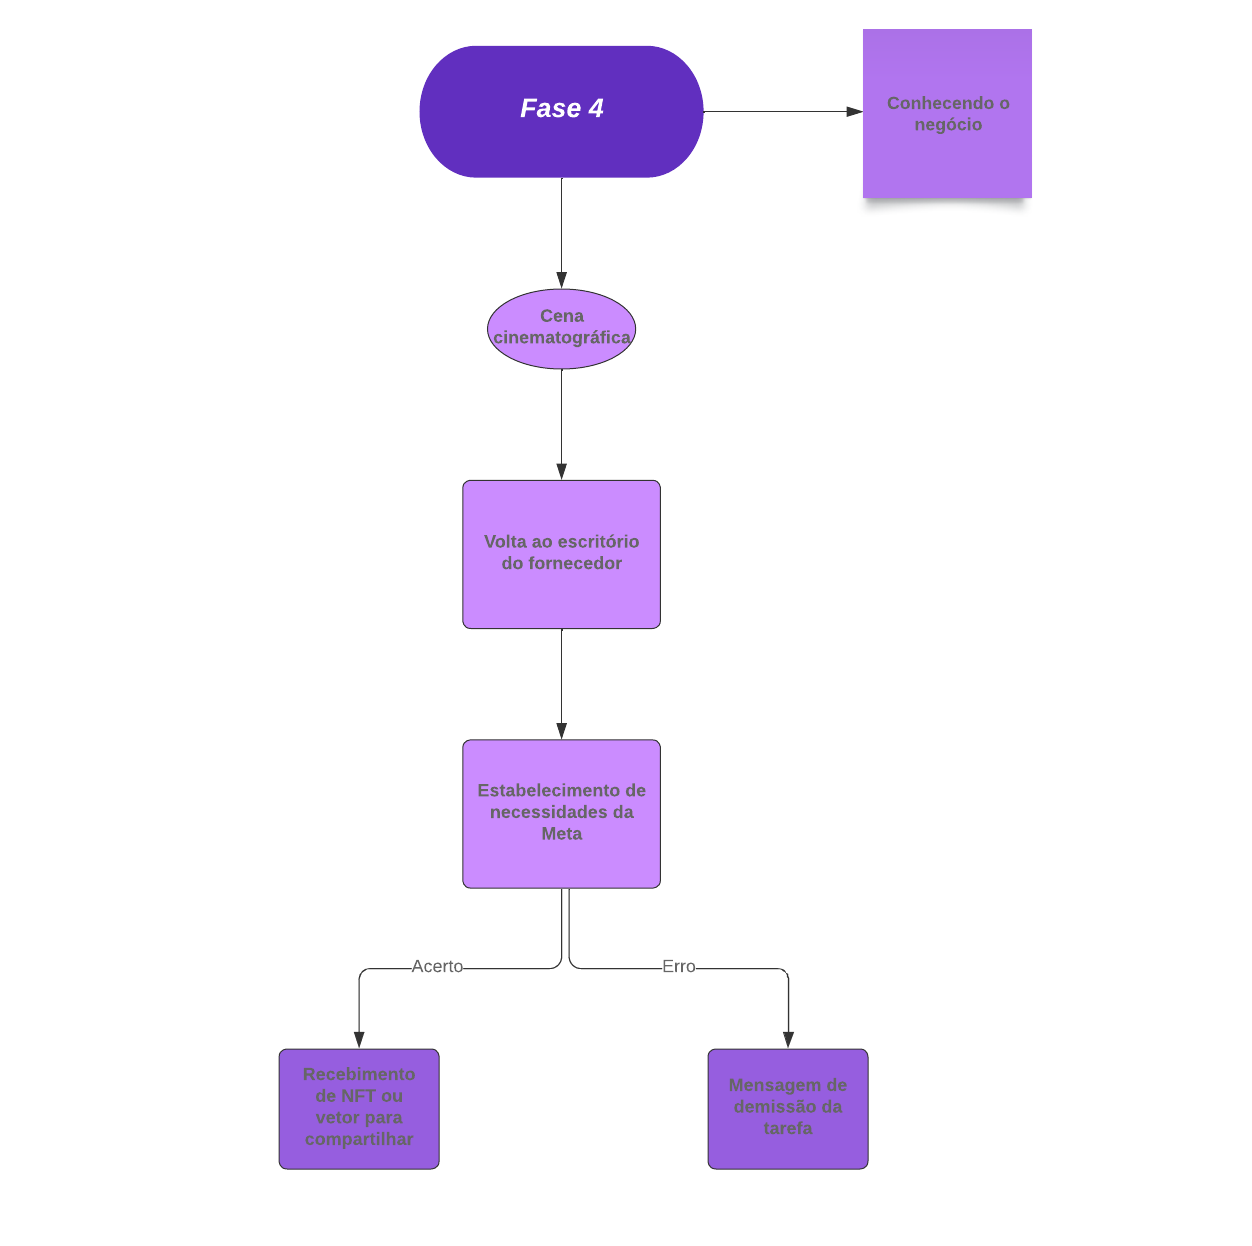 Fase 4
Conhecendo o
negócio
Cena
cinematográfica
Volta ao escritório
do fornecedor
Estabelecimento de
necessidades da
Meta
Acerto
Erro
Recebimento
de NFT ou
vetor para
compartilhar
Mensagem de
demissão da
tarefa